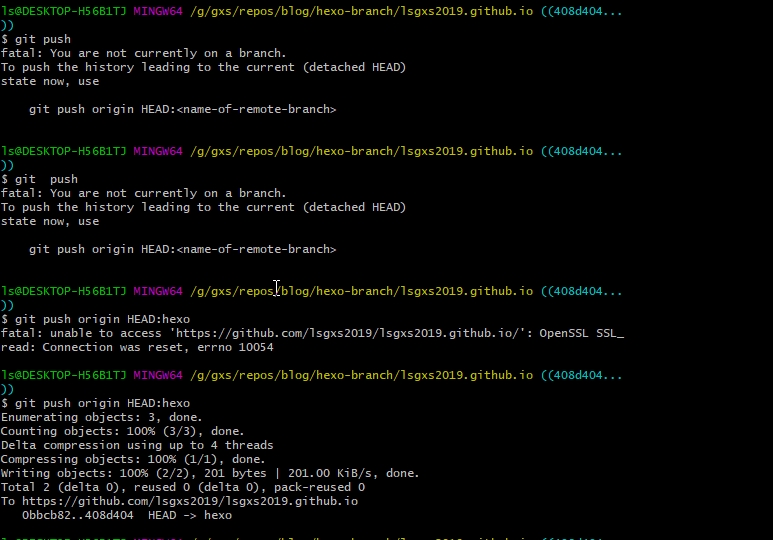 ls@DESKTOP-H56B1TJ MINGW64 /g/gxs/repos/blog/hexo-branch/lsgxs2019.github.io ((408d404...
))
$ git push
fatal: You are not currently on a branch.
To push the history leading to the current (detached HEAD)
state now, use
git push origin HEAD:<name-of-remote-branch>
ls@DESKTOP-H56B1TJ MINGW64 /g/gxs/repos/blog/hexo-branch/lsgxs2019.github.io ((408d404...
))
$ git  push
fatal: You are not currently on a branch.
To push the history leading to the current (detached HEAD)
state now, use
git push origin HEAD:<name-of-remote-branch>
ls@DESKTOP-H56B1TJ MINGW64 /g/gxs/repos/blog/hexo-branch/lsgxs2019.github.io ((408d404...
))
$ git push origin HEAD:hexo
fatal: unable to access 'https://github.com/lsgxs2019/lsgxs2019.github.io/': OpenSSL SSL_
read: Connection was reset, errno 10054
ls@DESKTOP-H56B1TJ MINGW64 /g/gxs/repos/blog/hexo-branch/lsgxs2019.github.io ((408d404...
))
$ git push origin HEAD:hexo
Enumerating objects: 3, done.
Counting objects: 100% (3/3), done.
Delta compression using up to 4 threads
Compressing objects: 100% (1/1), done.
Writing objects: 100% (2/2), 201 bytes | 201.00 KiB/s, done.
Total 2 (delta 0), reused 0 (delta 0), pack-reused 0
To https://github.com/lsgxs2019/lsgxs2019.github.io
0bbcb82..408d404  HEAD -> hexo